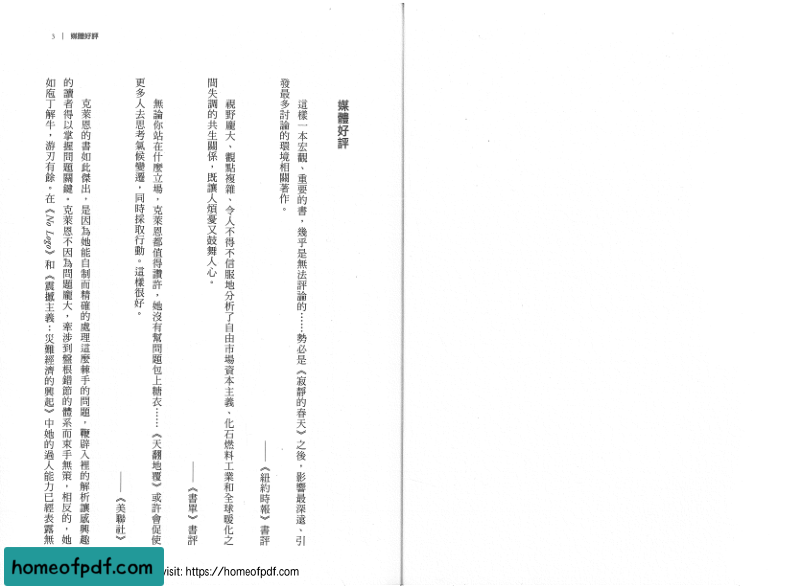 3 | 媒體好評
媒體好評
這樣一本宏觀、重要的書，幾乎是無法評論的……勢必是《寂靜的春天》之後，影響最深遠、引
發最多討論的環境相關著作。
——《紐約時報》書評
視野龐大、觀點複雜、令人不得不信服地分析了自由市場資本主義、化石燃料工業和全球暖化之
間失調的共生關係，既讓人煩憂又鼓舞人心。
——《書單》書評
無論你站在什麼立場，克萊恩都值得讚許，她沒有幫問題包上糖衣……《天翻地覆》或許會促使
更多人去思考氣候變遷，同時採取行動。這樣很好。
——《美聯社》
克萊恩的書如此傑出，是因為她能自制而精確的處理這麼棘手的問題，鞭辟入裡的解析讓感興趣
的讀者得以掌握問題關鍵。克萊恩不因為問題龐大，牽涉到盤根錯節的體系而束手無策，相反的，她
如庖丁解牛，游刃有餘。在《No Logo》和《震撼主義：災難經濟的興起》中她的過人能力已經表露無
homeofpdf.com
visit: https://homeofpdf.com